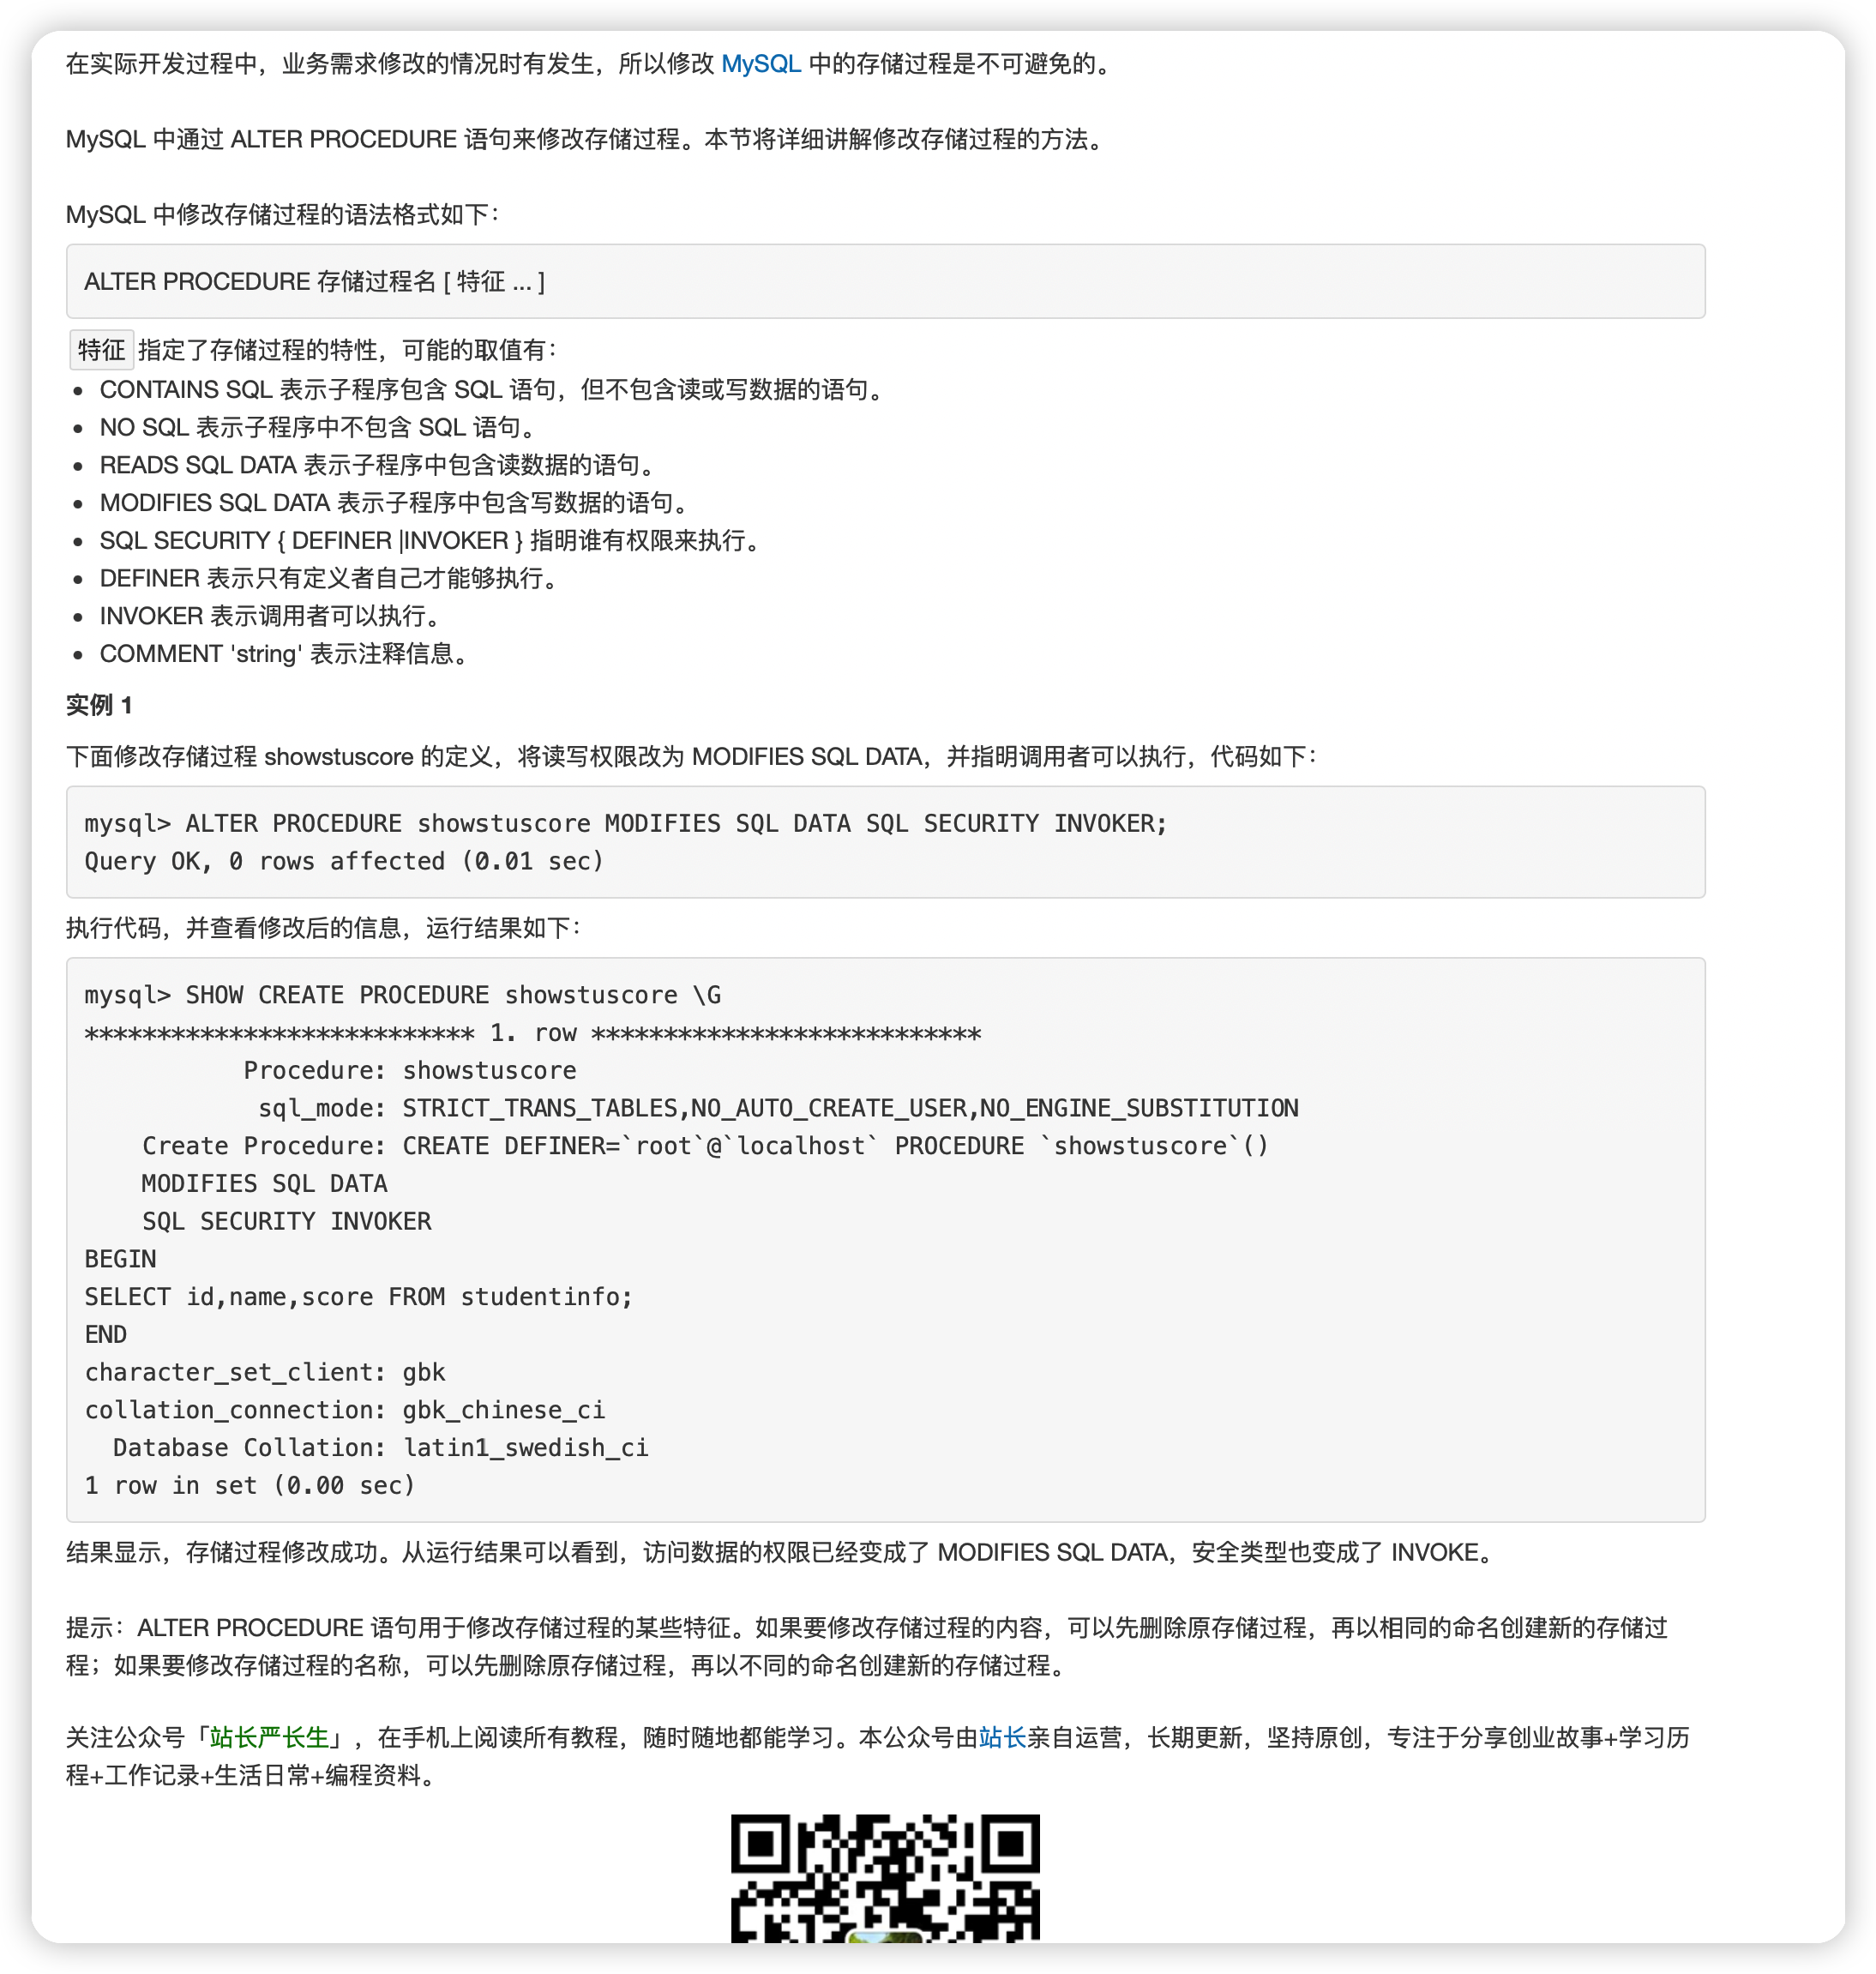 在实际开发过程中，业务需求修改的情况时有发生，所以修改 MySQL 中的存储过程是不可避免的。
MySQL 中通过 ALTER PROCEDURE 语句来修改存储过程。本节将详细讲解修改存储过程的方法。
MySQL 中修改存储过程的语法格式如下：
ALTER PROCEDURE 存储过程名 [ 特征 ... ]
特征 指定了存储过程的特性，可能的取值有：
• CONTAINS SQL 表示子程序包含 SQL 语句，但不包含读或写数据的语句。
• NO SQL 表示子程序中不包含 SQL 语句。
• READS SQL DATA 表示子程序中包含读数据的语句。
• MODIFIES SQL DATA 表示子程序中包含写数据的语句。
• SQL SECURITY { DEFINER |INVOKER } 指明谁有权限来执行。
• DEFINER 表示只有定义者自己才能够执行。
• INVOKER 表示调用者可以执行。
• COMMENT 'string' 表示注释信息。
实例 1
下面修改存储过程 showstuscore 的定义，将读写权限改为 MODIFIES SQL DATA，并指明调用者可以执行，代码如下：
mysql> ALTER PROCEDURE showstuscore MODIFIES SQL DATA SQL SECURITY INVOKER;
Query OK, 0 rows affected (0.01 sec)
执行代码，并查看修改后的信息，运行结果如下：
mysql> SHOW CREATE PROCEDURE showstuscore \G
*************************** 1. row ***************************
           Procedure: showstuscore
            sql_mode: STRICT_TRANS_TABLES,NO_AUTO_CREATE_USER,NO_ENGINE_SUBSTITUTION
    Create Procedure: CREATE DEFINER=`root`@`localhost` PROCEDURE `showstuscore`()
    MODIFIES SQL DATA
    SQL SECURITY INVOKER
BEGIN
SELECT id,name,score FROM studentinfo;
END
character_set_client: gbk
collation_connection: gbk_chinese_ci
  Database Collation: latin1_swedish_ci
1 row in set (0.00 sec)
结果显示，存储过程修改成功。从运行结果可以看到，访问数据的权限已经变成了 MODIFIES SQL DATA，安全类型也变成了 INVOKE。
提示：ALTER PROCEDURE 语句用于修改存储过程的某些特征。如果要修改存储过程的内容，可以先删除原存储过程，再以相同的命名创建新的存储过
程；如果要修改存储过程的名称，可以先删除原存储过程，再以不同的命名创建新的存储过程。
关注公众号「站长严长生」，在手机上阅读所有教程，随时随地都能学习。本公众号由站长亲自运营，长期更新，坚持原创，专注于分享创业故事+学习历
程+工作记录+生活日常+编程资料。